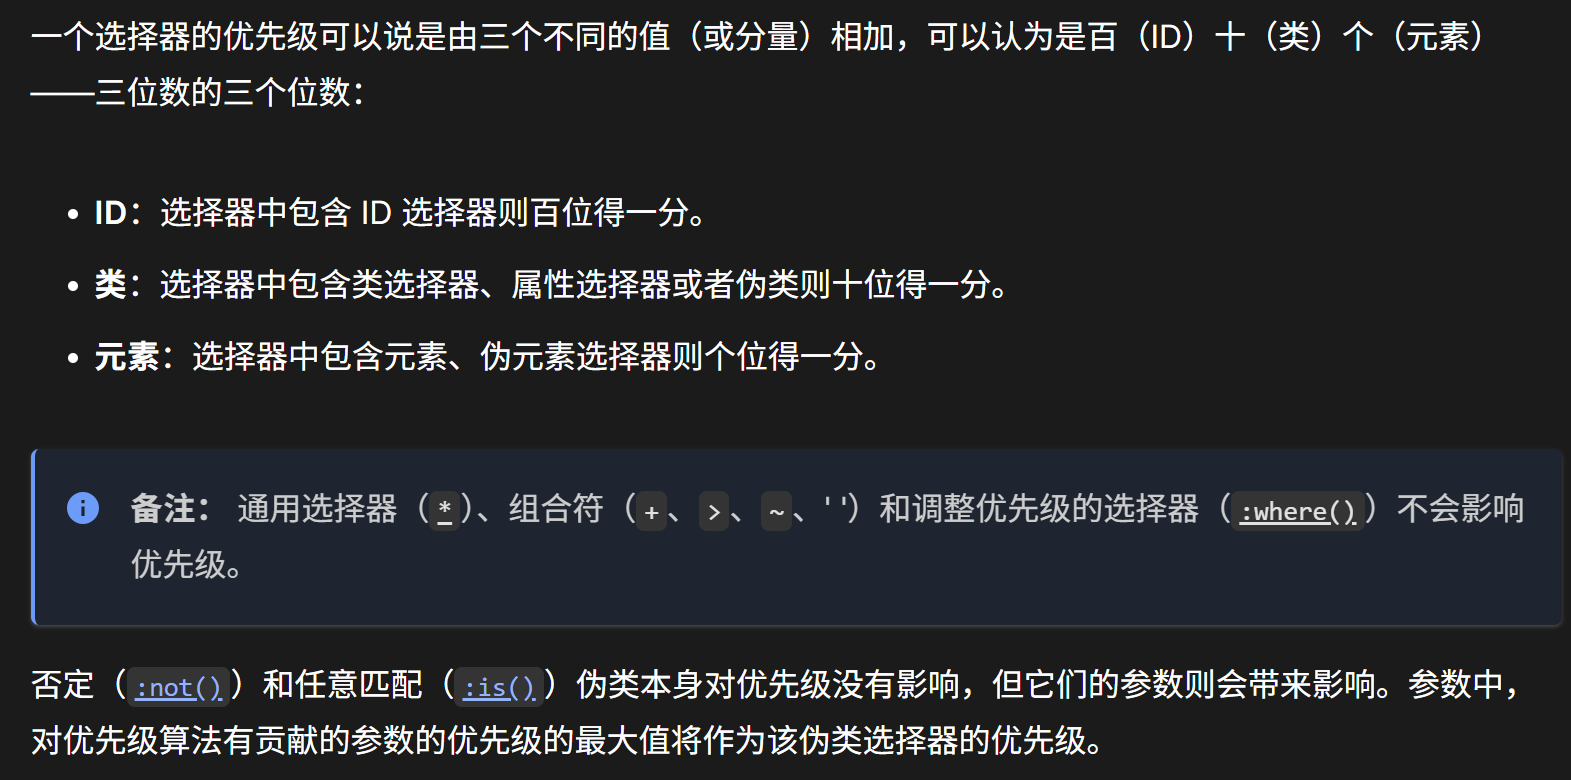 一个选择器的优先级可以说是由三个不同的值（或分量）相加，可以认为是百（ID）十（类）个（元素）
——三位数的三个位数：
• ID：选择器中包含 ID 选择器则百位得一分。
• 类：选择器中包含类选择器、属性选择器或者伪类则十位得一分。
• 元素：选择器中包含元素、伪元素选择器则个位得一分。
备注： 通用选择器（*）、组合符（+、>、~、' '）和调整优先级的选择器（:where()）不会影响
优先级。
否定（:not()）和任意匹配（:is()）伪类本身对优先级没有影响，但它们的参数则会带来影响。参数中，
对优先级算法有贡献的参数的优先级的最大值将作为该伪类选择器的优先级。